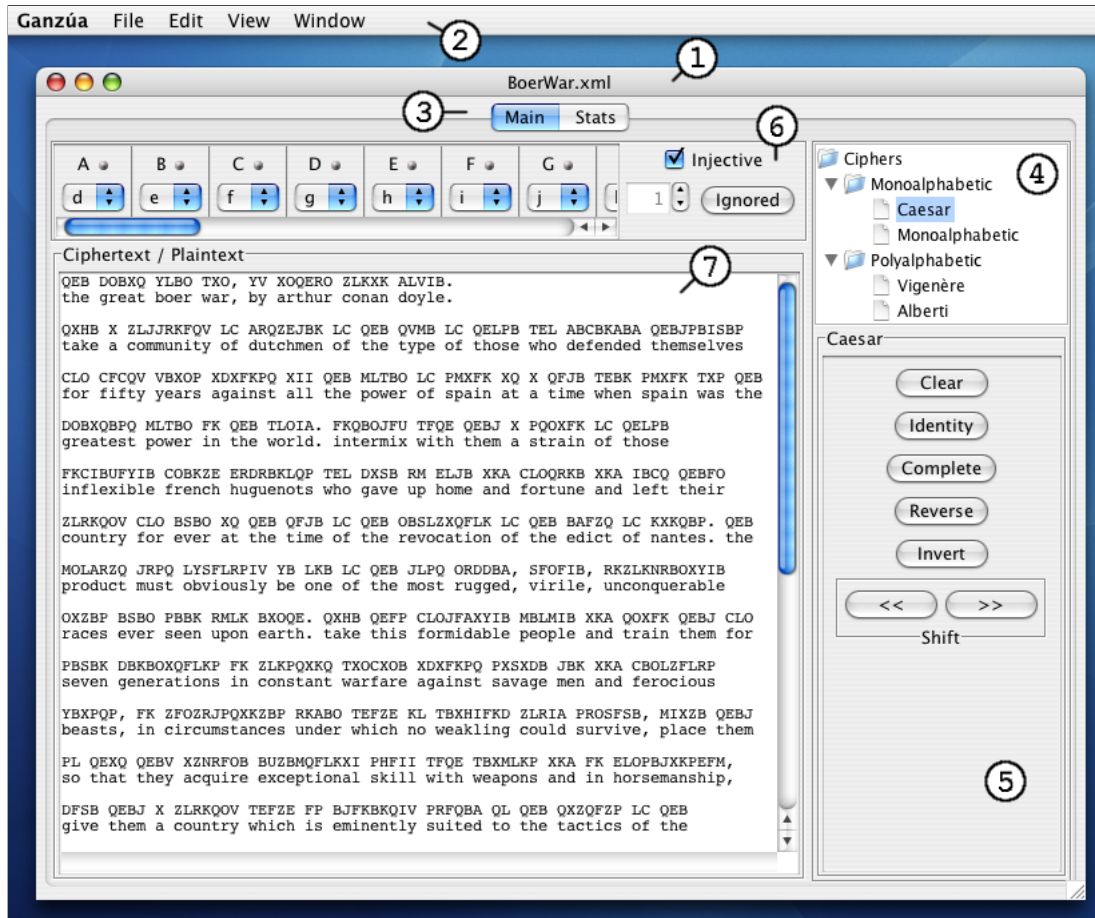 Ganzúa File Edit View Window
2
1
BoerWar.xml
3
Main Stats
6
A B C D E F G
d e f g h i j
Injective
1 Ignored
4
Ciphers
Monoalphabetic
Caesar
Monoalphabetic
Polyalphabetic
Vigenère
Alberti
Ciphertext / Plaintext
7
QEB DOBXQ YLBO TXO, YV XOQERO ZLKXK ALVIB.
the great boer war, by arthur conan doyle.
QXHB X ZLJJRKFQV LC ARQZEJBK LC QEB QVMB LC QELPB TEL ABCBKABA QEBJPBISBP
take a community of dutchmen of the type of those who defended themselves
CLO CFCQV VBXOP XDXFKPQ XII QEB MLTBO LC PMXFK XQ X QFJB TEBK PMXFK TXP QEB
for fifty years against all the power of spain at a time when spain was the
DOBXQBPQ MLTBO FK QEB TLOIA. FKQBOJFU TFQE QEBJ X PQOXFK LC QELPB
greatest power in the world. intermix with them a strain of those
FKCIBUFYIB COBKZE ERDRBKLQP TEL DXSB RM ELJB XKA CLOQRKB XKA IBCQ QEBFO
inflexible french huguenots who gave up home and fortune and left their
ZLRKQOV CLO BSBO XQ QEB QFJB LC QEB OBSLZXQFLK LC QEB BAFZQ LC KXKQBP. QEB
country for ever at the time of the revocation of the edict of nantes. the
MOLARZQ JRPQ LYSFLRPIV YB LKB LC QEB JLPQ ORDDBA, SFOFIB, RKZLKNRBOXYIB
product must obviously be one of the most rugged, virile, unconquerable
OXZBP BSBO PBBK RMLK BXOQE. QXHB QEFP CLOJFAXYIB MBLMIB XKA QOXFK QEBJ CLO
races ever seen upon earth. take this formidable people and train them for
PBSBK DBKBOXQFLKP FK ZLKPQXKQ TXOCXOB XDXFKPQ PXSXDB JBK XKA CBOLZFLRP
seven generations in constant warfare against savage men and ferocious
YBXPQP, FK ZFOZRJPQXKZBP RKABO TEFZE KL TBXHIFKD ZLRIA PROSFSB, MIXZB QEBJ
beasts, in circumstances under which no weakling could survive, place them
PL QEXQ QEBV XZNRFOB BUZBMQFLKXI PHFII TFQE TBXMLKP XKA FK ELOPBJXKPEFM,
so that they acquire exceptional skill with weapons and in horsemanship,
DFSB QEBJ X ZLRKQOV TEFZE FP BJFKBKQIV PRFQBA QL QEB QXZQFZP LC QEB
give them a country which is eminently suited to the tactics of the
Caesar
Clear
Identity
Complete
Reverse
Invert
<< >>
Shift
5